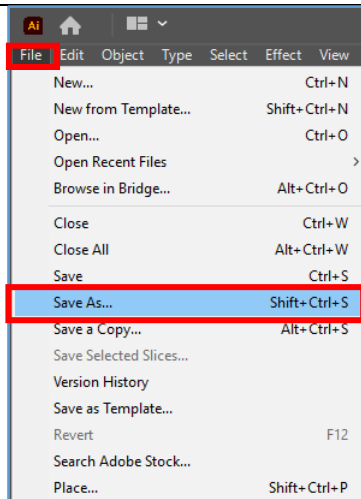 Ai
File Edit Object Type Select Effect View
New... Ctrl+N
New from Template... Shift+Ctrl+N
Open... Ctrl+O
Open Recent Files >
Browse in Bridge... Alt+Ctrl+O
Close Ctrl+W
Close All Alt+Ctrl+W
Save Ctrl+S
Save As... Shift+Ctrl+S
Save a Copy... Alt+Ctrl+S
Save Selected Slices...
Version History
Save as Template...
Revert F12
Search Adobe Stock...
Place... Shift+Ctrl+P